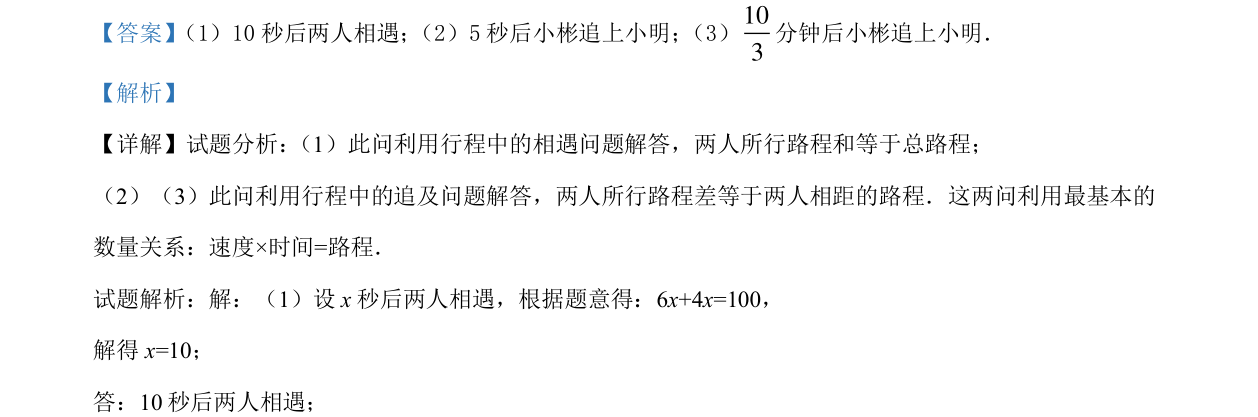 【答案】（1）10 秒后两人相遇；（2）5 秒后小彬追上小明；（3）10/3 分钟后小彬追上小明．
【解析】
【详解】试题分析：（1）此问利用行程中的相遇问题解答，两人所行路程和等于总路程；
（2）（3）此问利用行程中的追及问题解答，两人所行路程差等于两人相距的路程．这两问利用最基本的
数量关系：速度×时间=路程．
试题解析：解：（1）设 x 秒后两人相遇，根据题意得：6x+4x=100，
解得 x=10；
答：10 秒后两人相遇；